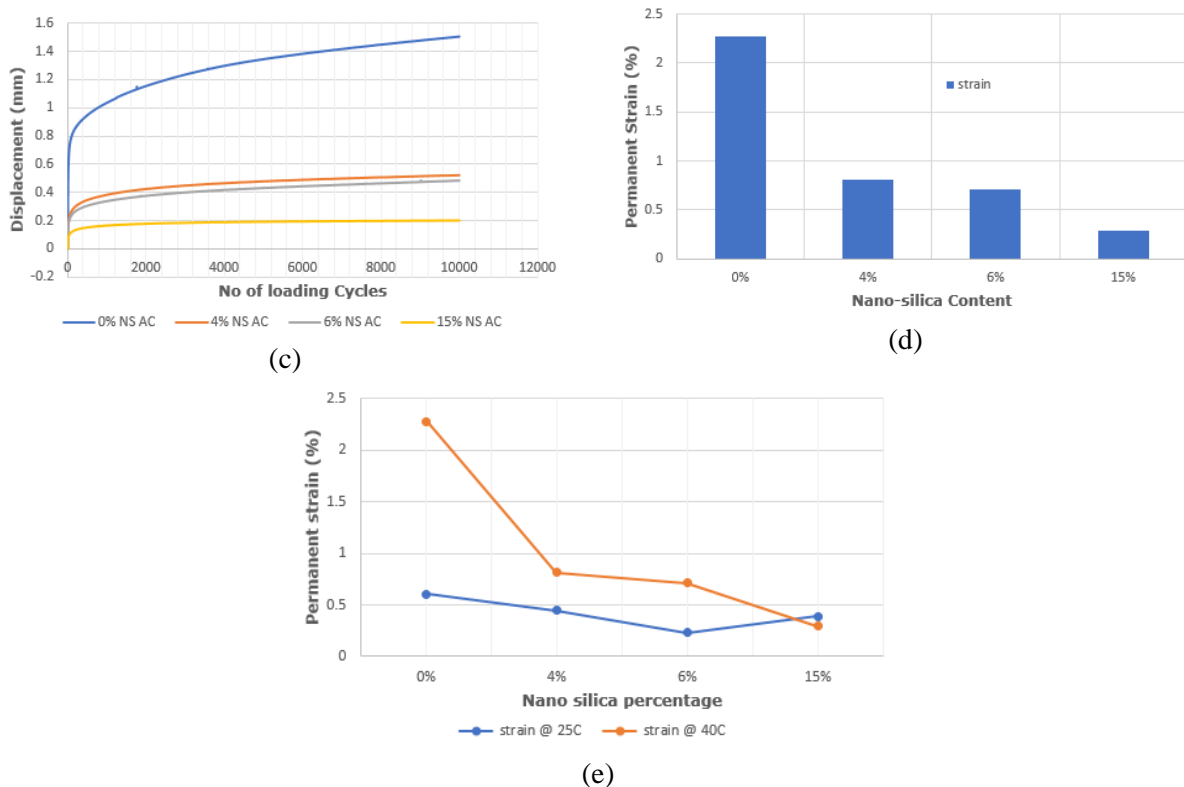 1.6
1.4
1.2
1
0.8
0.6
0.4
0.2
0
-0.2
Displacement (mm)
0 2000 4000 6000 8000 10000 12000
No of loading Cycles
0% NS AC 4% NS AC 6% NS AC 15% NS AC
(c)
2.5
2
1.5
1
0.5
0
Permanent Strain (%)
strain
0% 4% 6% 15%
Nano-silica Content
(d)
2.5
2
1.5
1
0.5
0
Permanent strain (%)
0% 4% 6% 15%
Nano silica percentage
strain @ 25C strain @ 40C
(e)